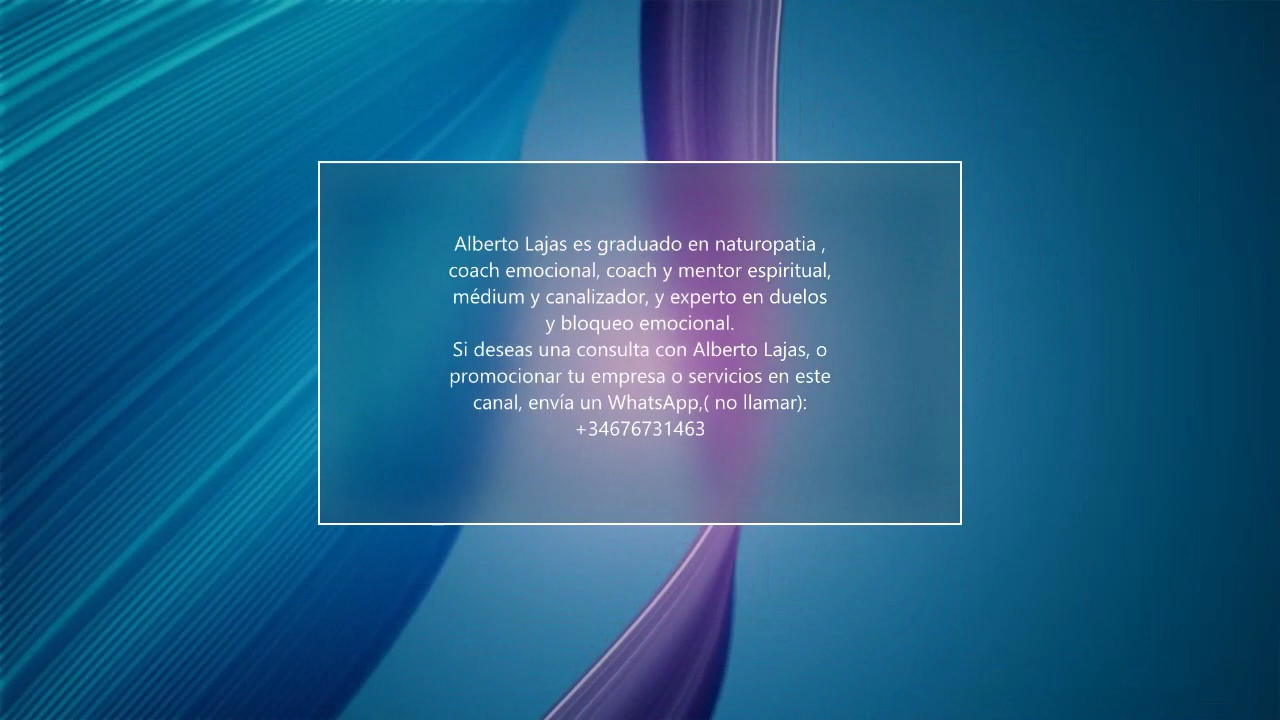 Alberto Lajas es graduado en naturopatia ,
coach emocional, coach y mentor espiritual,
médium y canalizador, y experto en duelos
y bloqueo emocional.
Si deseas una consulta con Alberto Lajas, o
promocionar tu empresa o servicios en este
canal, envía un WhatsApp,( no llamar):
+34676731463